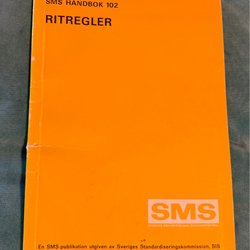 SMS HANDBOK 102
RITREGLER
SMS
En SMS-publikation utgiven av Sveriges Standardiseringskommission, SIS